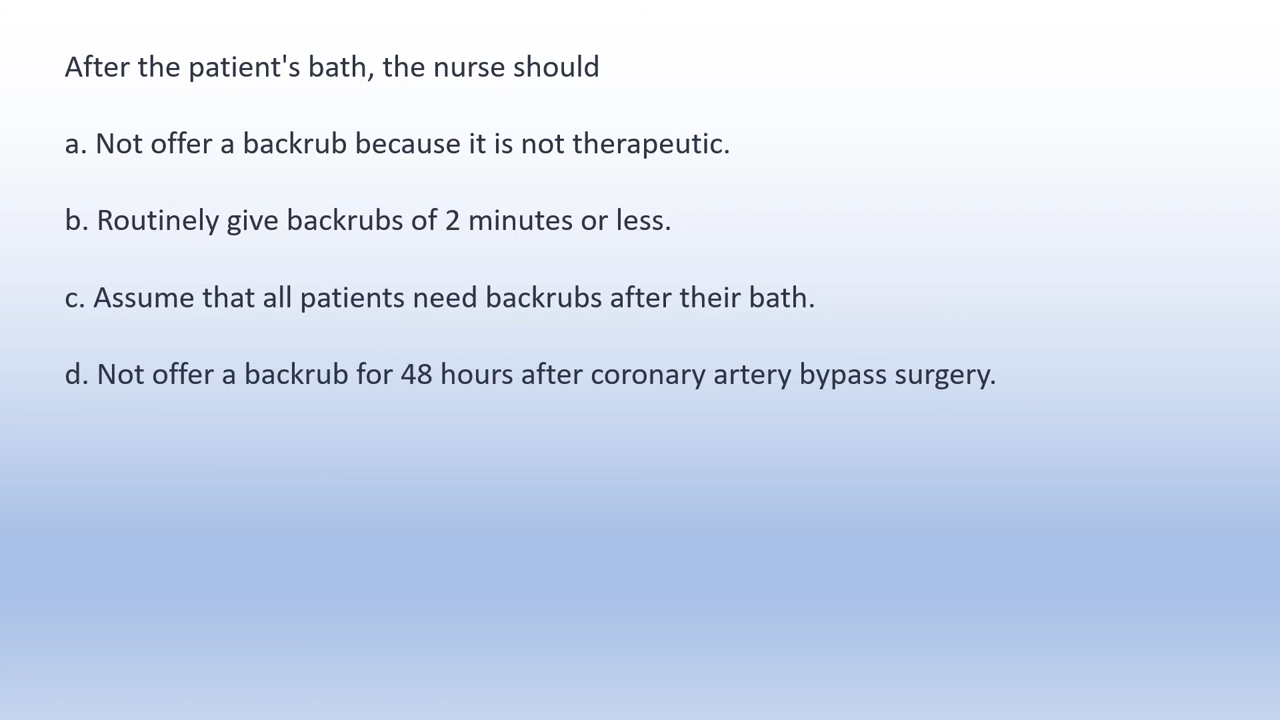 After the patient's bath, the nurse should
a. Not offer a backrub because it is not therapeutic.
b. Routinely give backrubs of 2 minutes or less.
c. Assume that all patients need backrubs after their bath.
d. Not offer a backrub for 48 hours after coronary artery bypass surgery.